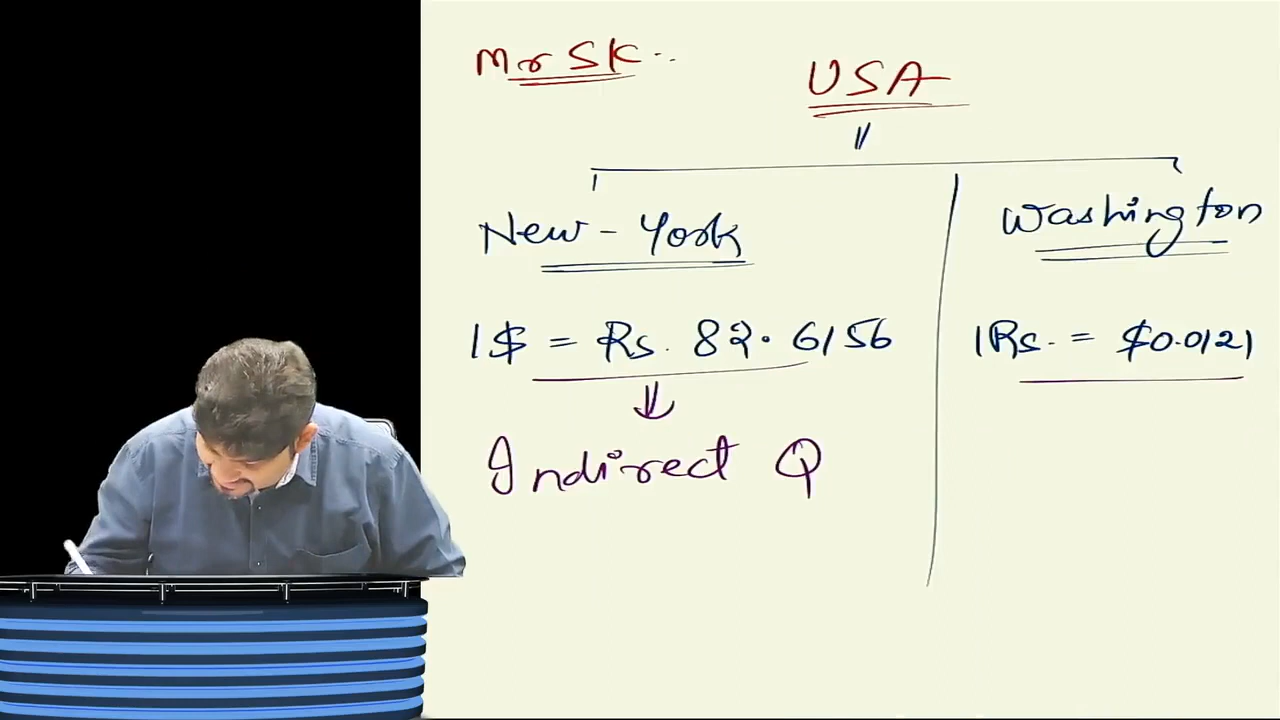 Mr SK..
USA
New-York
Washington
1$ = Rs. 82.6156
1Rs. = $0.0121
Indirect Q